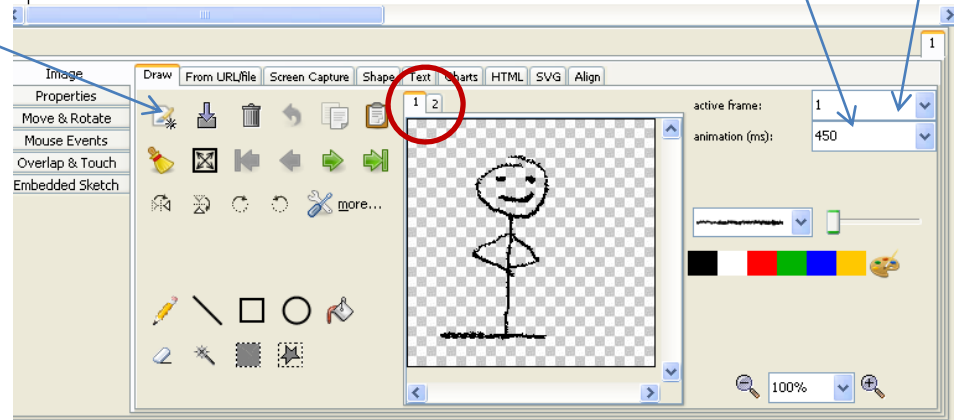 1
Image
Properties
Move & Rotate
Mouse Events
Overlap & Touch
Embedded Sketch
Draw From URL/file Screen Capture Shape Text Charts HTML SVG Align
1 2
active frame: 1
animation (ms): 450
more...
100%